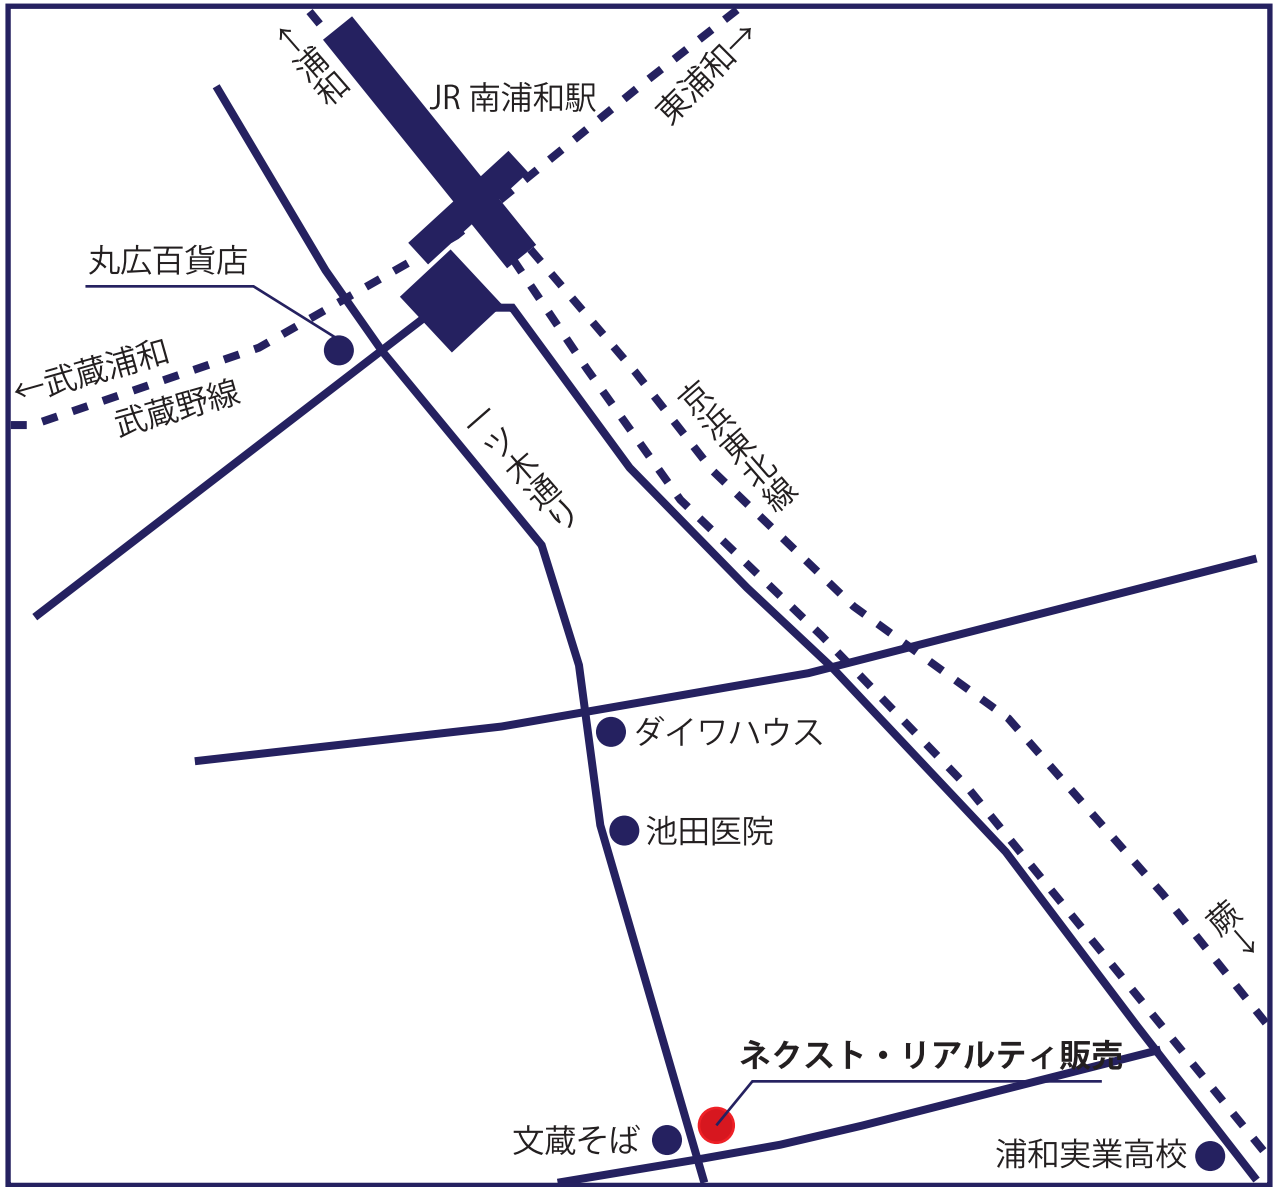 ←浦和
JR 南浦和駅
東浦和→
丸広百貨店
←武蔵浦和
武蔵野線
一ツ木通り
京浜東北線
ダイワハウス
池田医院
蕨→
ネクスト・リアルティ販売
文蔵そば
浦和実業高校